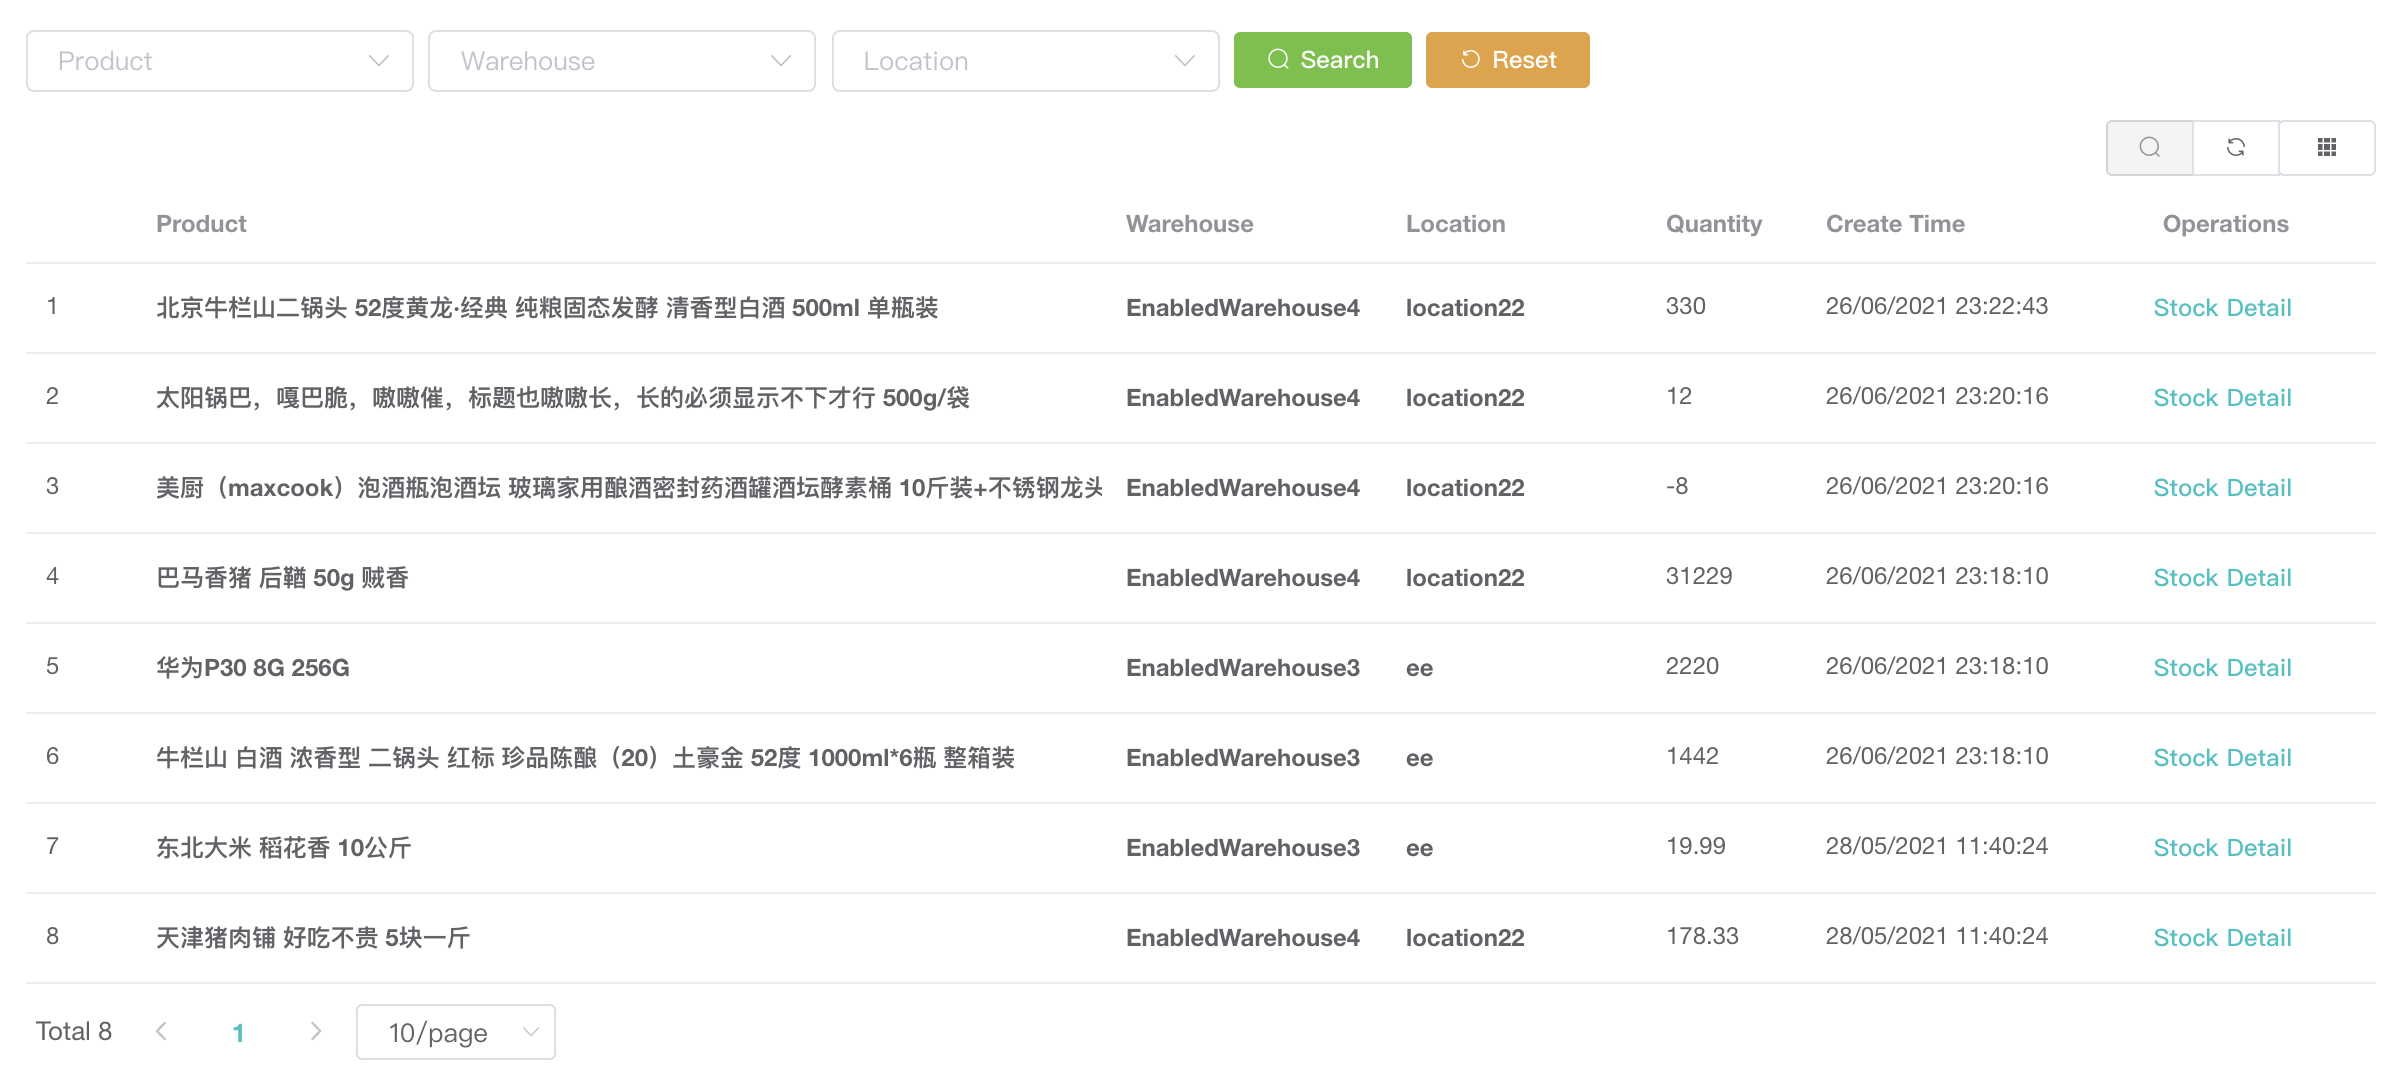 Product Warehouse Location Search Reset
Product Warehouse Location Quantity Create Time Operations
1 北京牛栏山二锅头 52度黄龙·经典 纯粮固态发酵 清香型白酒 500ml 单瓶装 EnabledWarehouse4 location22 330 26/06/2021 23:22:43 Stock Detail
2 太阳锅巴，嘎巴脆，嗷嗷催，标题也嗷嗷长，长的必须显示不下才行 500g/袋 EnabledWarehouse4 location22 12 26/06/2021 23:20:16 Stock Detail
3 美厨（maxcook）泡酒瓶泡酒坛 玻璃家用酿酒密封药酒罐酒坛酵素桶 10斤装+不锈钢龙头 EnabledWarehouse4 location22 -8 26/06/2021 23:20:16 Stock Detail
4 巴马香猪 后鞧 50g 贼香 EnabledWarehouse4 location22 31229 26/06/2021 23:18:10 Stock Detail
5 华为P30 8G 256G EnabledWarehouse3 ee 2220 26/06/2021 23:18:10 Stock Detail
6 牛栏山 白酒 浓香型 二锅头 红标 珍品陈酿（20）土豪金 52度 1000ml*6瓶 整箱装 EnabledWarehouse3 ee 1442 26/06/2021 23:18:10 Stock Detail
7 东北大米 稻花香 10公斤 EnabledWarehouse3 ee 19.99 28/05/2021 11:40:24 Stock Detail
8 天津猪肉铺 好吃不贵 5块一斤 EnabledWarehouse4 location22 178.33 28/05/2021 11:40:24 Stock Detail
Total 8 1 10/page